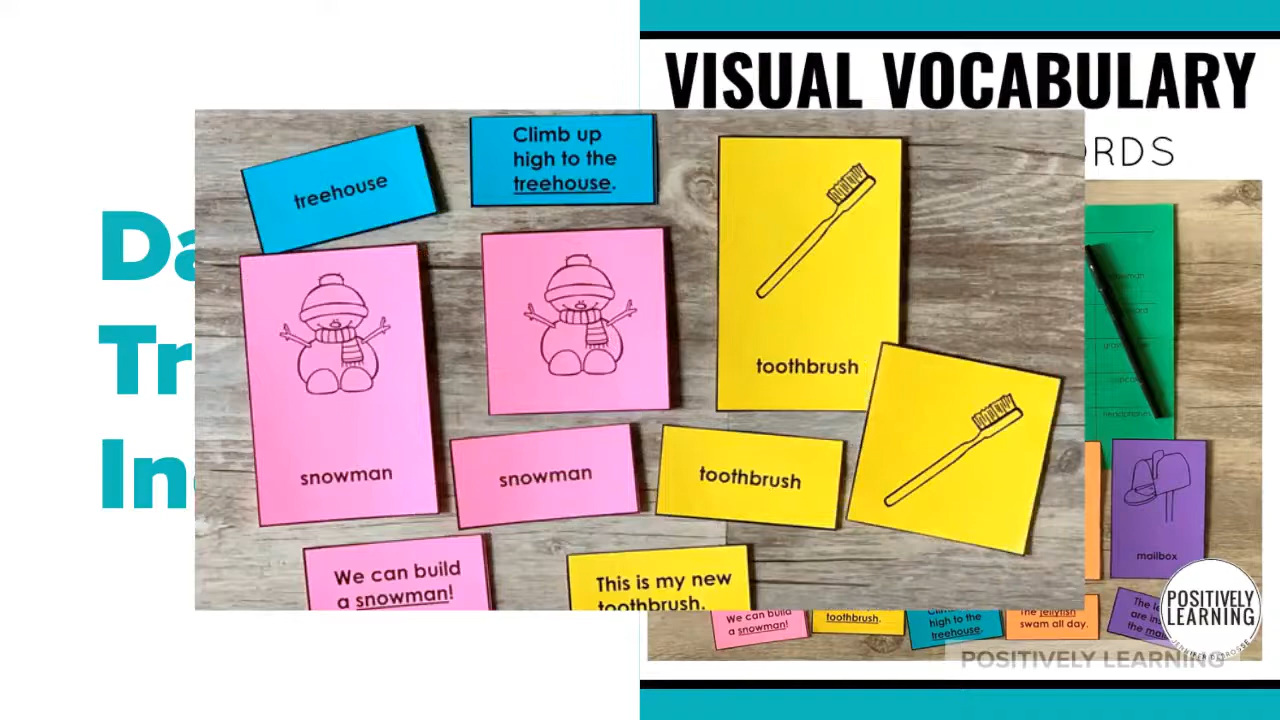 VISUAL VOCABULARY
treehouse
Climb up
high to the
treehouse.
snowman
toothbrush
snowman
toothbrush
We can build
a snowman!
This is my new
toothbrush.
mailbox
We can build
a snowman!
toothbrush.
high to the
treehouse.
The jellyfish
swam all day.
POSITIVELY
LEARNING
POSITIVELY LEARNING